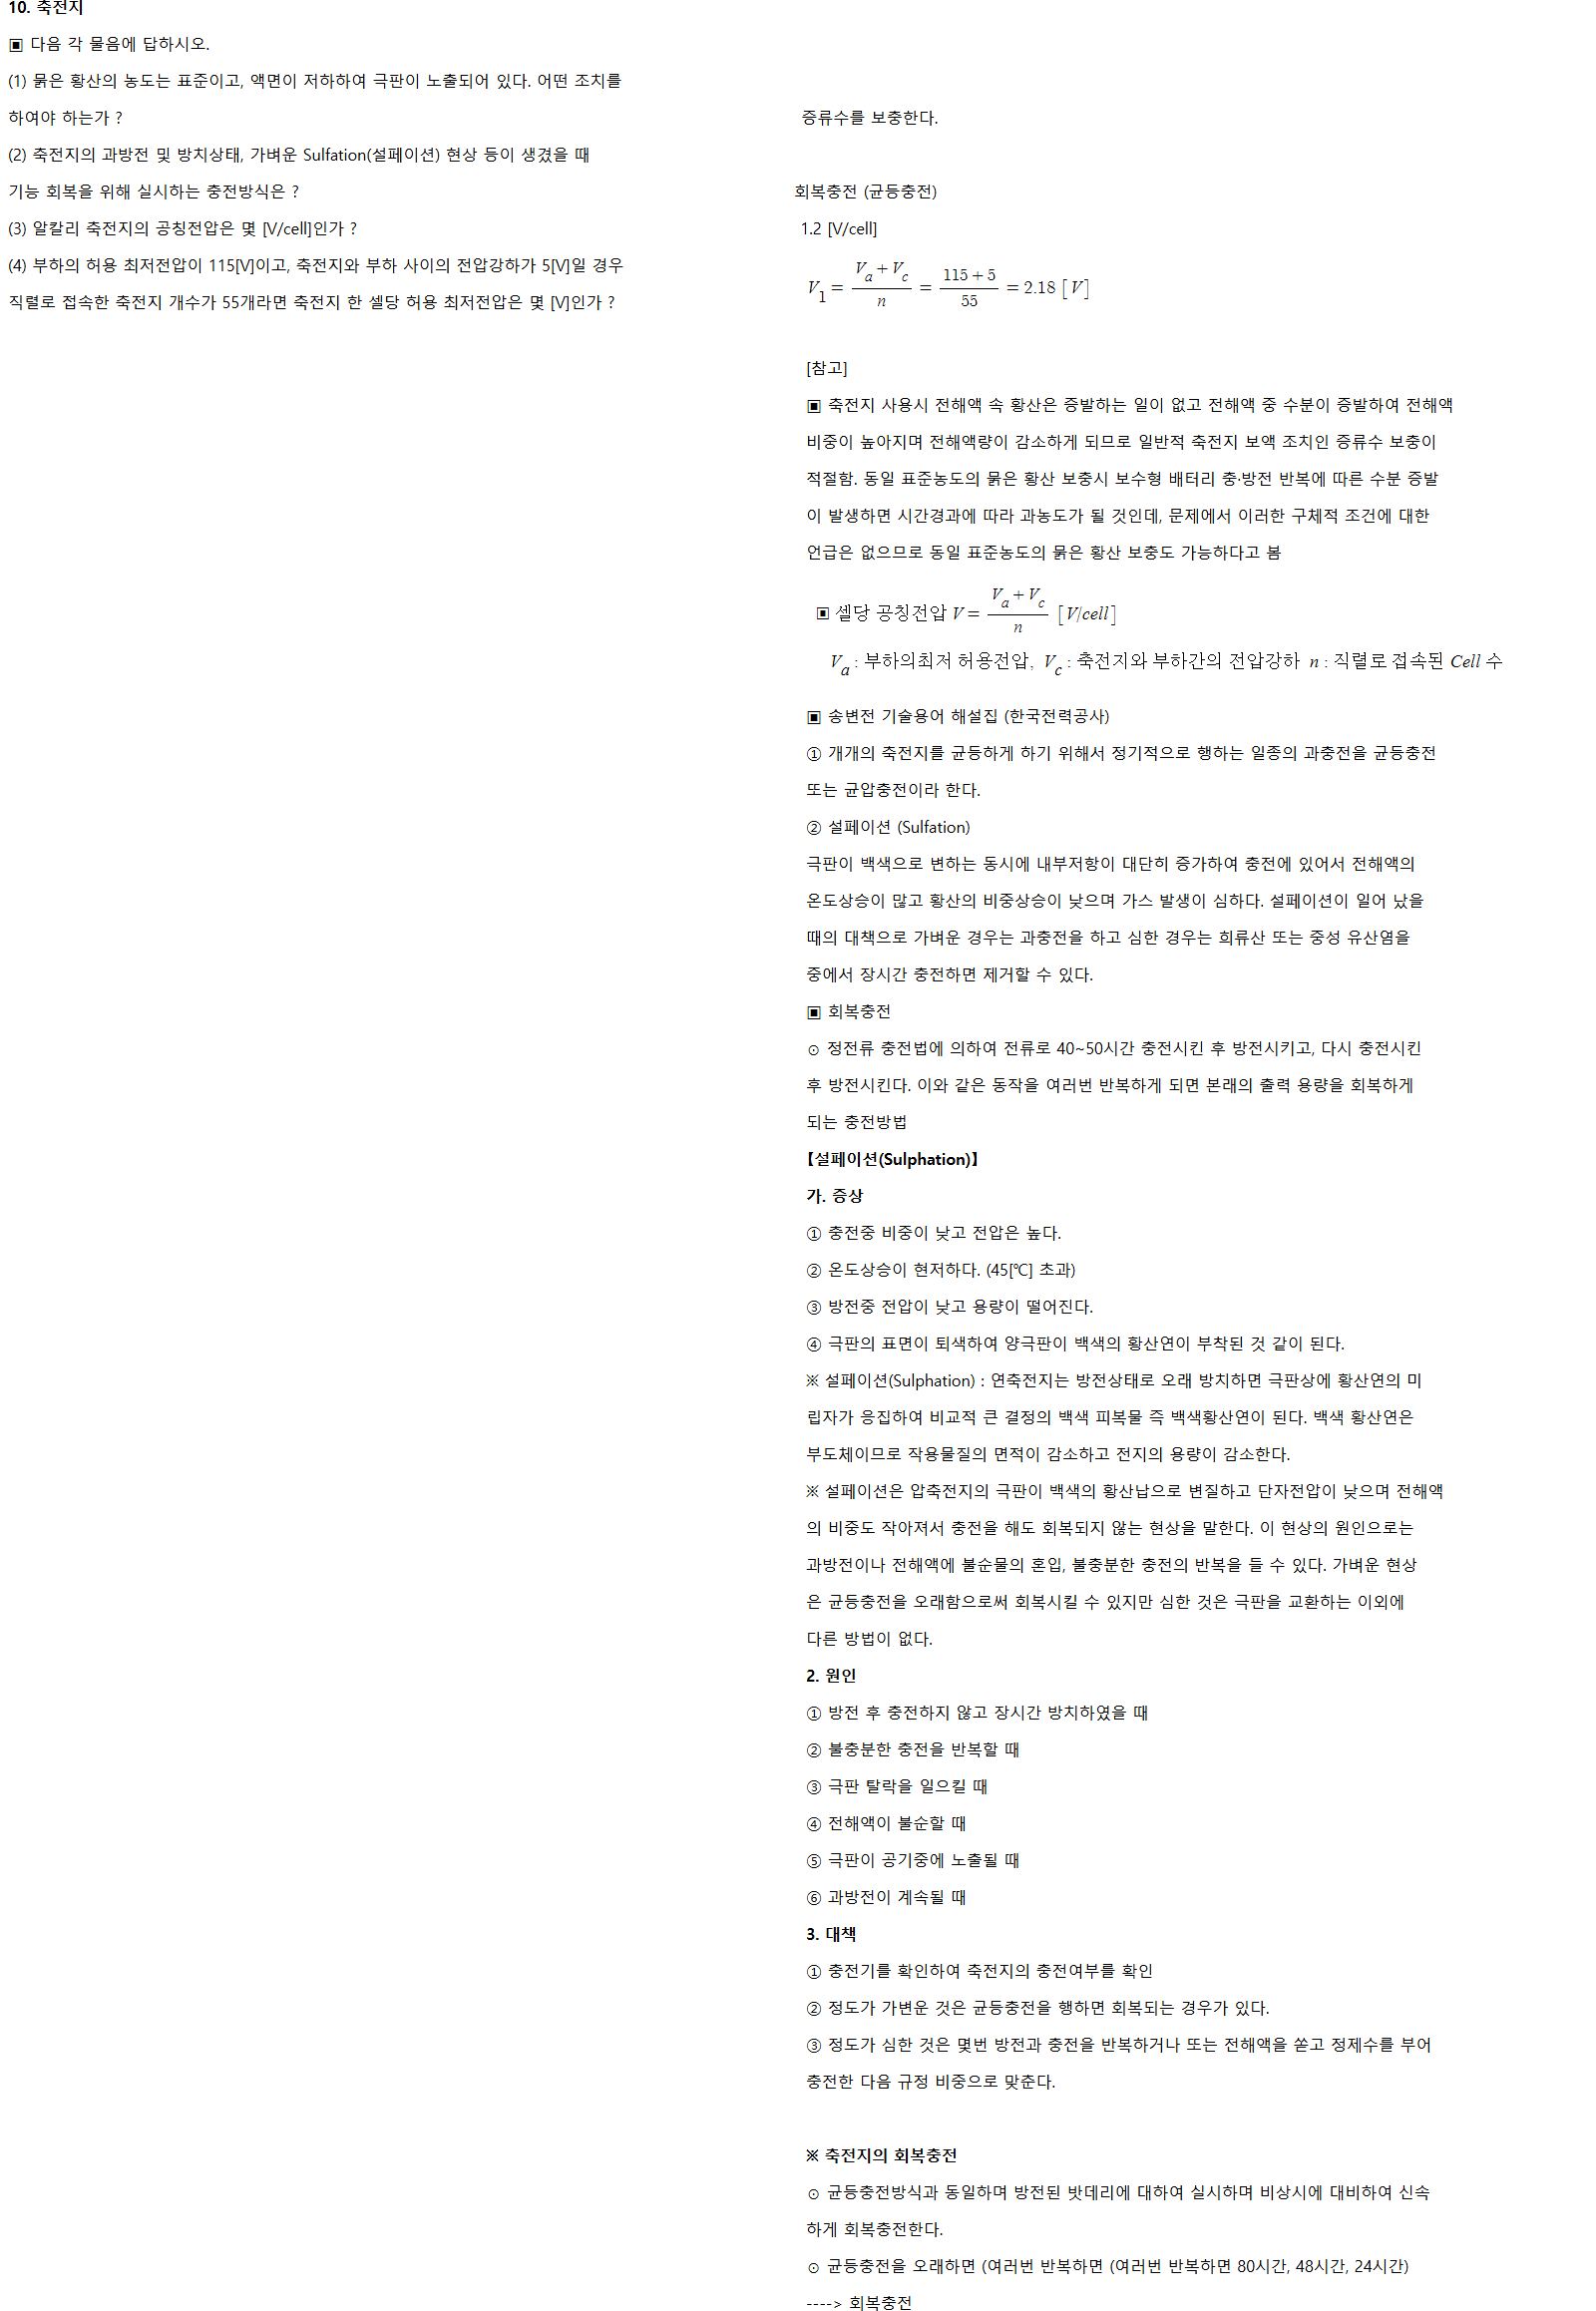 10. 축전지
▣ 다음 각 물음에 답하시오.
(1) 묽은 황산의 농도는 표준이고, 액면이 저하하여 극판이 노출되어 있다. 어떤 조치를
하여야 하는가 ?
증류수를 보충한다.
(2) 축전지의 과방전 및 방치상태, 가벼운 Sulfation(설페이션) 현상 등이 생겼을 때
기능 회복을 위해 실시하는 충전방식은 ?
회복충전 (균등충전)
(3) 알칼리 축전지의 공칭전압은 몇 [V/cell]인가 ?
1.2 [V/cell]
(4) 부하의 허용 최저전압이 115[V]이고, 축전지와 부하 사이의 전압강하가 5[V]일 경우
직렬로 접속한 축전지 개수가 55개라면 축전지 한 셀당 허용 최저전압은 몇 [V]인가 ?
V₁ = (Va + Vc)/n = (115 + 5)/55 = 2.18 [ V ]
[참고]
▣ 축전지 사용시 전해액 속 황산은 증발하는 일이 없고 전해액 중 수분이 증발하여 전해액
비중이 높아지며 전해액량이 감소하게 되므로 일반적 축전지 보액 조치인 증류수 보충이
적절함. 동일 표준농도의 묽은 황산 보충시 보수형 배터리 충·방전 반복에 따른 수분 증발
이 발생하면 시간경과에 따라 과농도가 될 것인데, 문제에서 이러한 구체적 조건에 대한
언급은 없으므로 동일 표준농도의 묽은 황산 보충도 가능하다고 봄
▣ 셀당 공칭전압 V = (Va + Vc)/n [ V/cell ]
Va : 부하의최저 허용전압, Vc : 축전지와 부하간의 전압강하 n : 직렬로 접속된 Cell 수
▣ 송변전 기술용어 해설집 (한국전력공사)
① 개개의 축전지를 균등하게 하기 위해서 정기적으로 행하는 일종의 과충전을 균등충전
또는 균압충전이라 한다.
② 설페이션 (Sulfation)
극판이 백색으로 변하는 동시에 내부저항이 대단히 증가하여 충전에 있어서 전해액의
온도상승이 많고 황산의 비중상승이 낮으며 가스 발생이 심하다. 설페이션이 일어 났을
때의 대책으로 가벼운 경우는 과충전을 하고 심한 경우는 희류산 또는 중성 유산염을
중에서 장시간 충전하면 제거할 수 있다.
▣ 회복충전
⊙ 정전류 충전법에 의하여 전류로 40~50시간 충전시킨 후 방전시키고, 다시 충전시킨
후 방전시킨다. 이와 같은 동작을 여러번 반복하게 되면 본래의 출력 용량을 회복하게
되는 충전방법
【설페이션(Sulphation)】
가. 증상
① 충전중 비중이 낮고 전압은 높다.
② 온도상승이 현저하다. (45[℃] 초과)
③ 방전중 전압이 낮고 용량이 떨어진다.
④ 극판의 표면이 퇴색하여 양극판이 백색의 황산연이 부착된 것 같이 된다.
※ 설페이션(Sulphation) : 연축전지는 방전상태로 오래 방치하면 극판상에 황산연의 미
립자가 응집하여 비교적 큰 결정의 백색 피복물 즉 백색황산연이 된다. 백색 황산연은
부도체이므로 작용물질의 면적이 감소하고 전지의 용량이 감소한다.
※ 설페이션은 압축전지의 극판이 백색의 황산납으로 변질하고 단자전압이 낮으며 전해액
의 비중도 작아져서 충전을 해도 회복되지 않는 현상을 말한다. 이 현상의 원인으로는
과방전이나 전해액에 불순물의 혼입, 불충분한 충전의 반복을 들 수 있다. 가벼운 현상
은 균등충전을 오래함으로써 회복시킬 수 있지만 심한 것은 극판을 교환하는 이외에
다른 방법이 없다.
2. 원인
① 방전 후 충전하지 않고 장시간 방치하였을 때
② 불충분한 충전을 반복할 때
③ 극판 탈락을 일으킬 때
④ 전해액이 불순할 때
⑤ 극판이 공기중에 노출될 때
⑥ 과방전이 계속될 때
3. 대책
① 충전기를 확인하여 축전지의 충전여부를 확인
② 정도가 가변운 것은 균등충전을 행하면 회복되는 경우가 있다.
③ 정도가 심한 것은 몇번 방전과 충전을 반복하거나 또는 전해액을 쏟고 정제수를 부어
충전한 다음 규정 비중으로 맞춘다.
※ 축전지의 회복충전
⊙ 균등충전방식과 동일하며 방전된 밧데리에 대하여 실시하며 비상시에 대비하여 신속
하게 회복충전한다.
⊙ 균등충전을 오래하면 (여러번 반복하면 (여러번 반복하면 80시간, 48시간, 24시간)
----> 회복충전